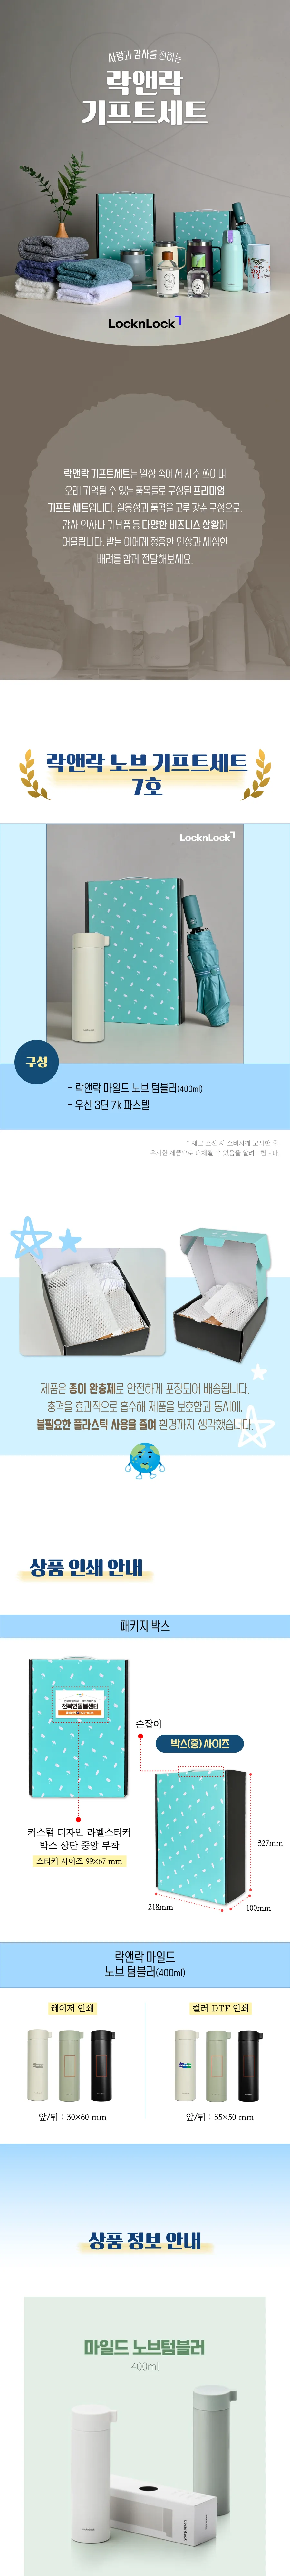 사랑과 감사를 전하는
락앤락
기프트세트
LocknLock
락앤락 기프트세트는 일상 속에서 자주 쓰이며
오래 기억될 수 있는 품목들로 구성된 프리미엄
기프트 세트입니다. 실용성과 품격을 고루 갖춘 구성으로,
감사 인사나 기념품 등 다양한 비즈니스 상황에
어울립니다. 받는 이에게 정중한 인상과 세심한
배려를 함께 전달해보세요.
락앤락 노브 기프트세트
7호
LocknLock
구성
- 락앤락 마일드 노브 텀블러(400ml)
- 우산 3단 7k 파스텔
* 재고 소진 시 소비자께 고지한 후,
유사한 제품으로 대체될 수 있음을 알려드립니다.
제품은 종이 완충제로 안전하게 포장되어 배송됩니다.
충격을 효과적으로 흡수해 제품을 보호함과 동시에,
불필요한 플라스틱 사용을 줄여 환경까지 생각했습니다.
상품 인쇄 안내
패키지 박스
전북인돌봄센터
손잡이
박스(중) 사이즈
커스텀 디자인 라벨스티커
박스 상단 중앙 부착
스티커 사이즈 99×67 mm
327mm
218mm
100mm
락앤락 마일드
노브 텀블러(400ml)
레이저 인쇄
컬러 DTF 인쇄
앞/뒤 : 30×60 mm
앞/뒤 : 35×50 mm
상품 정보 안내
마일드 노브텀블러
400ml
LocknLock